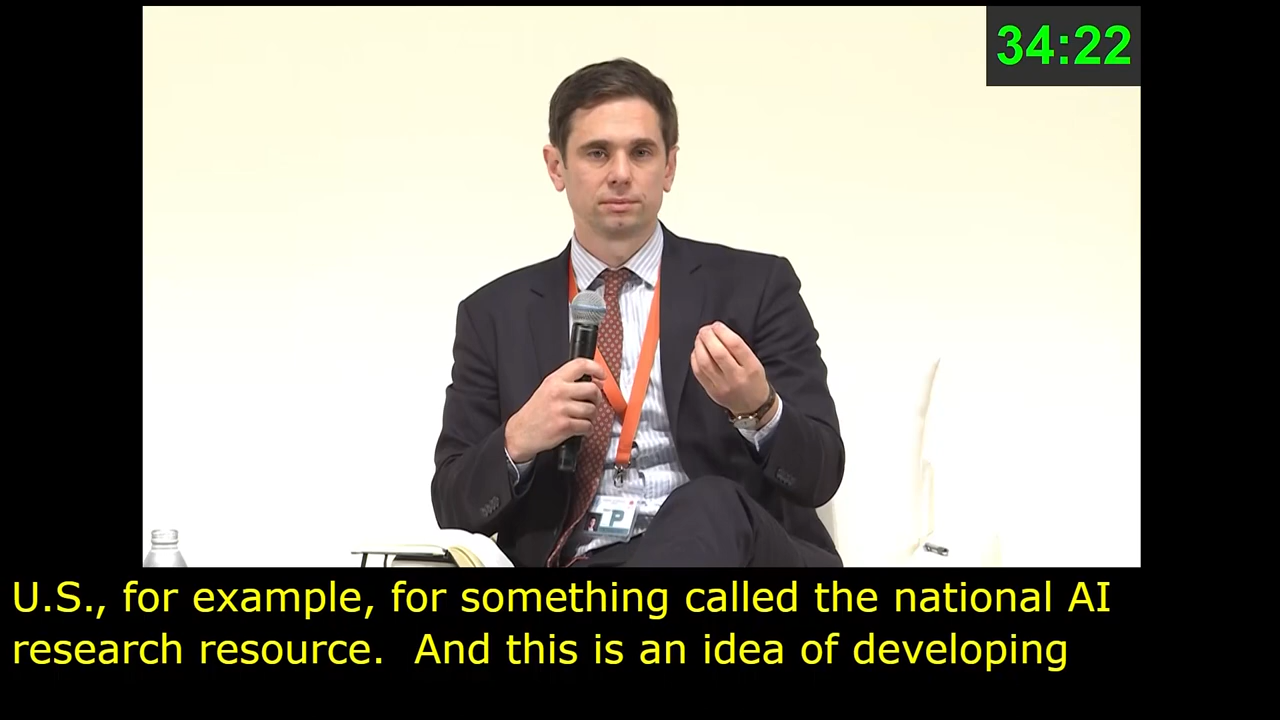 34:22
TP
U.S., for example, for something called the national AI
research resource.  And this is an idea of developing